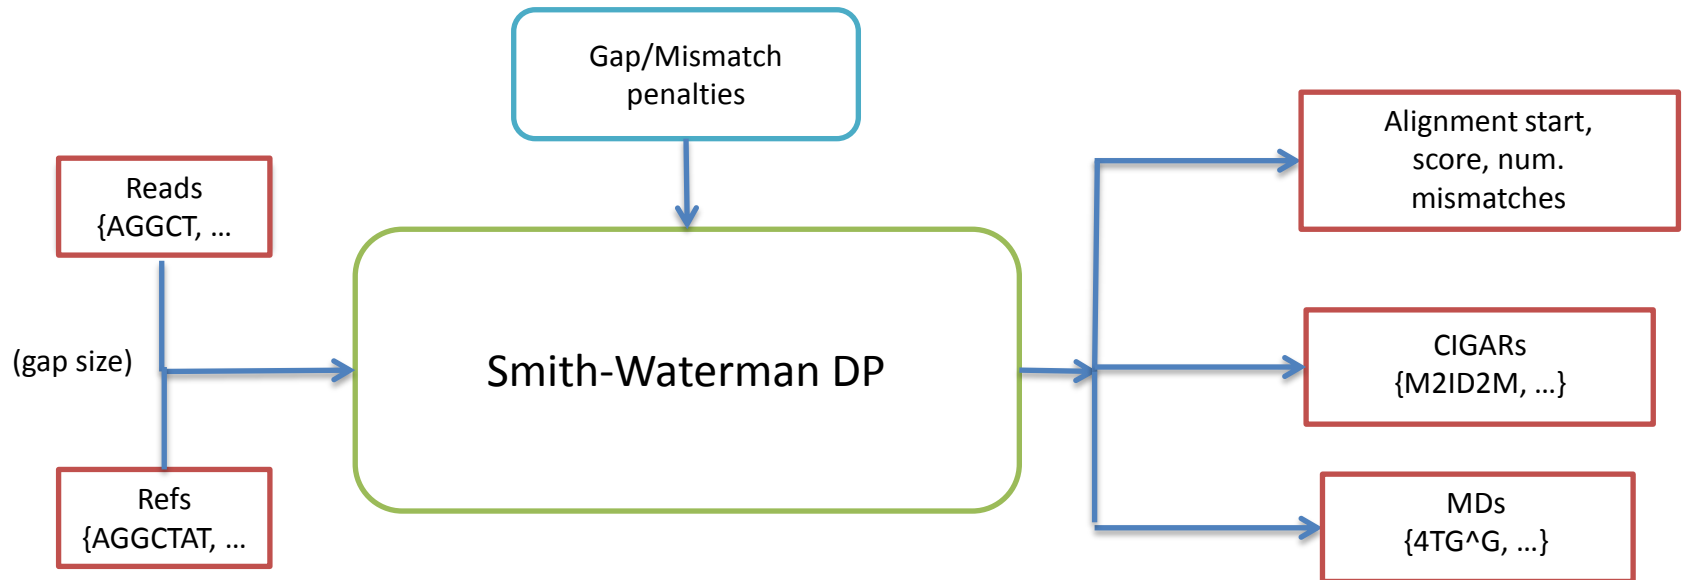 Gap/Mismatch
penalties
Reads
{AGGCT, ...
(gap size)
Refs
{AGGCTAT, ...
Smith-Waterman DP
Alignment start,
score, num.
mismatches
CIGARs
{M2ID2M, ...}
MDs
{4TG^G, ...}